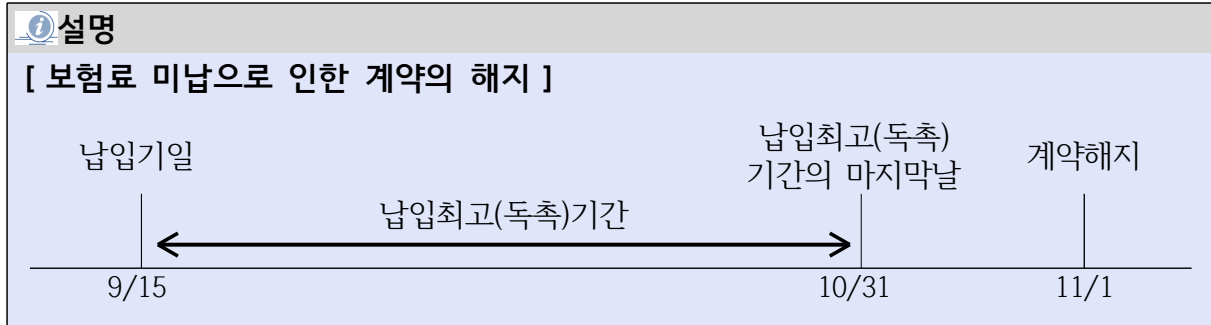 설명
[ 보험료 미납으로 인한 계약의 해지 ]
납입기일
납입최고(독촉)
기간의 마지막날
계약해지
납입최고(독촉)기간
9/15
10/31
11/1